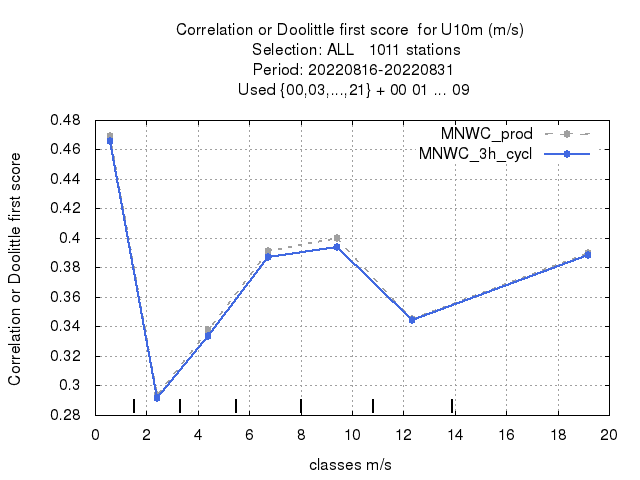 Correlation or Doolittle first score  for U10m (m/s)
Selection: ALL   1011 stations
Period: 20220816-20220831
Used {00,03,...,21} + 00 01 ... 09
Correlation or Doolittle first score
0.48
0.46
0.44
0.42
0.4
0.38
0.36
0.34
0.32
0.3
0.28
MNWC_prod
MNWC_3h_cycl
0 2 4 6 8 10 12 14 16 18 20
classes m/s